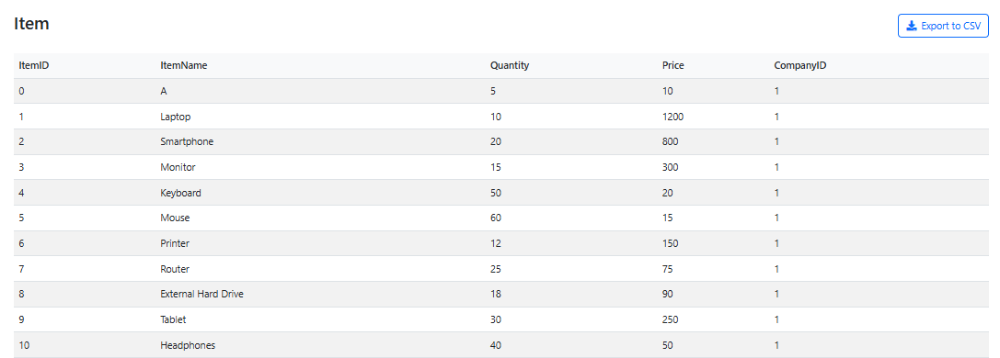 Item
Export to CSV
ItemID ItemName Quantity Price CompanyID
0 A 5 10 1
1 Laptop 10 1200 1
2 Smartphone 20 800 1
3 Monitor 15 300 1
4 Keyboard 50 20 1
5 Mouse 60 15 1
6 Printer 12 150 1
7 Router 25 75 1
8 External Hard Drive 18 90 1
9 Tablet 30 250 1
10 Headphones 40 50 1